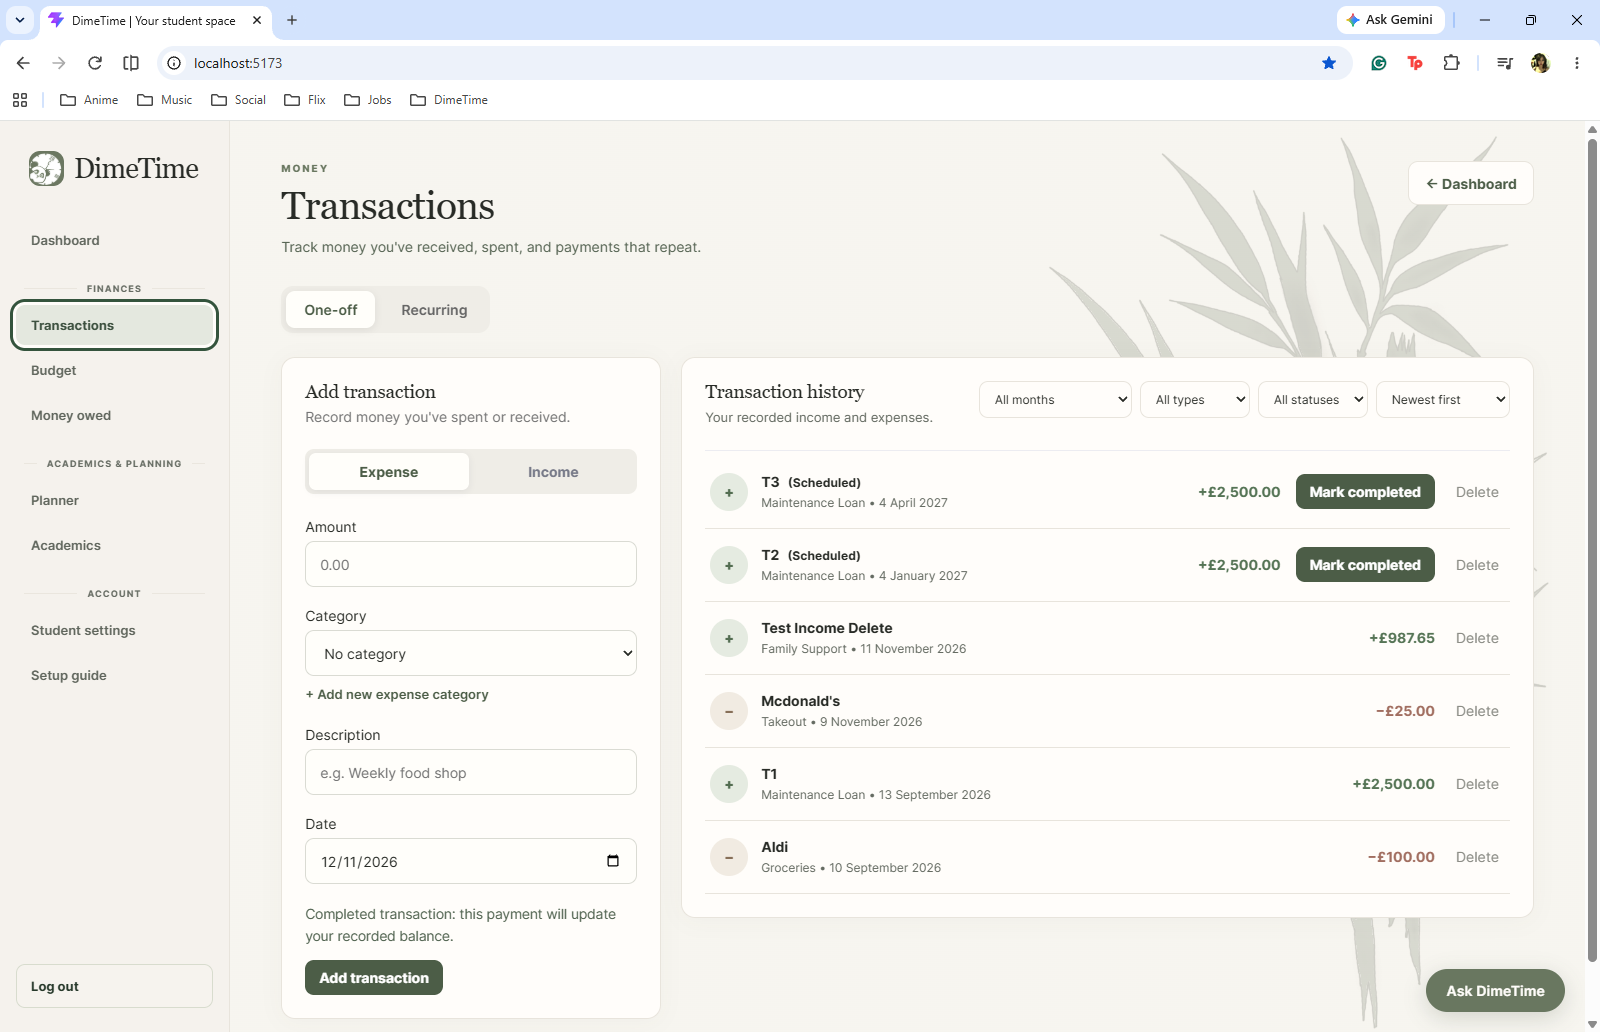 DimeTime | Your student space
Ask Gemini
localhost:5173
Anime
Music
Social
Flix
Jobs
DimeTime
DimeTime
Dashboard
FINANCES
Transactions
Budget
Money owed
ACADEMICS & PLANNING
Planner
Academics
ACCOUNT
Student settings
Setup guide
Log out
MONEY
Transactions
Track money you've received, spent, and payments that repeat.
← Dashboard
One-off
Recurring
Add transaction
Record money you've spent or received.
Expense
Income
Amount
0.00
Category
No category
+ Add new expense category
Description
e.g. Weekly food shop
Date
12/11/2026
Completed transaction: this payment will update
your recorded balance.
Add transaction
Transaction history
Your recorded income and expenses.
All months
All types
All statuses
Newest first
+ T3 (Scheduled)
Maintenance Loan • 4 April 2027
+£2,500.00 Mark completed Delete
+ T2 (Scheduled)
Maintenance Loan • 4 January 2027
+£2,500.00 Mark completed Delete
+ Test Income Delete
Family Support • 11 November 2026
+£987.65 Delete
− Mcdonald's
Takeout • 9 November 2026
−£25.00 Delete
+ T1
Maintenance Loan • 13 September 2026
+£2,500.00 Delete
− Aldi
Groceries • 10 September 2026
−£100.00 Delete
Ask DimeTime